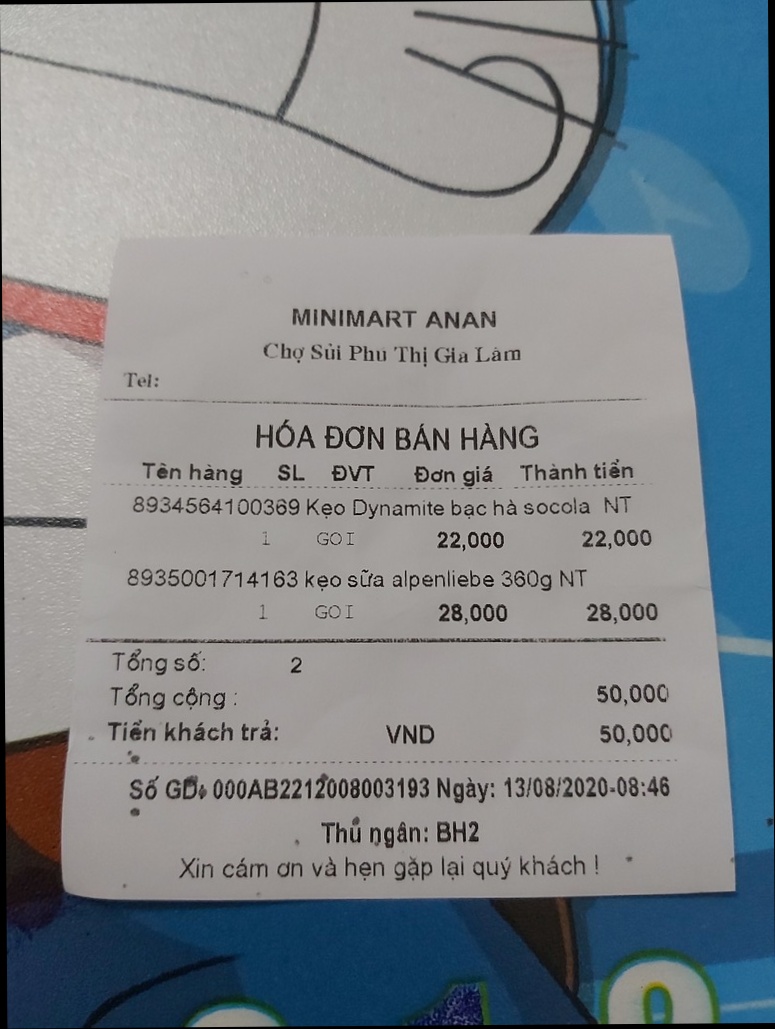 MINIMART ANAN
Chợ Sủi Phú Thị Gia Lâm
Tel:
HÓA ĐƠN BÁN HÀNG
Tên hàng SL ĐVT Đơn giá Thành tiền
8934564100369 Kẹo Dynamite bạc hà socola NT
1 GOI 22,000 22,000
8935001714163 kẹo sữa alpenliebe 360g NT
1 GOI 28,000 28,000
Tổng số: 2
Tổng cộng : 50,000
Tiền khách trả: VND 50,000
Số GD: 000AB2212008003193 Ngày: 13/08/2020-08:46
Thu ngân: BH2
Xin cám ơn và hẹn gặp lại quý khách !